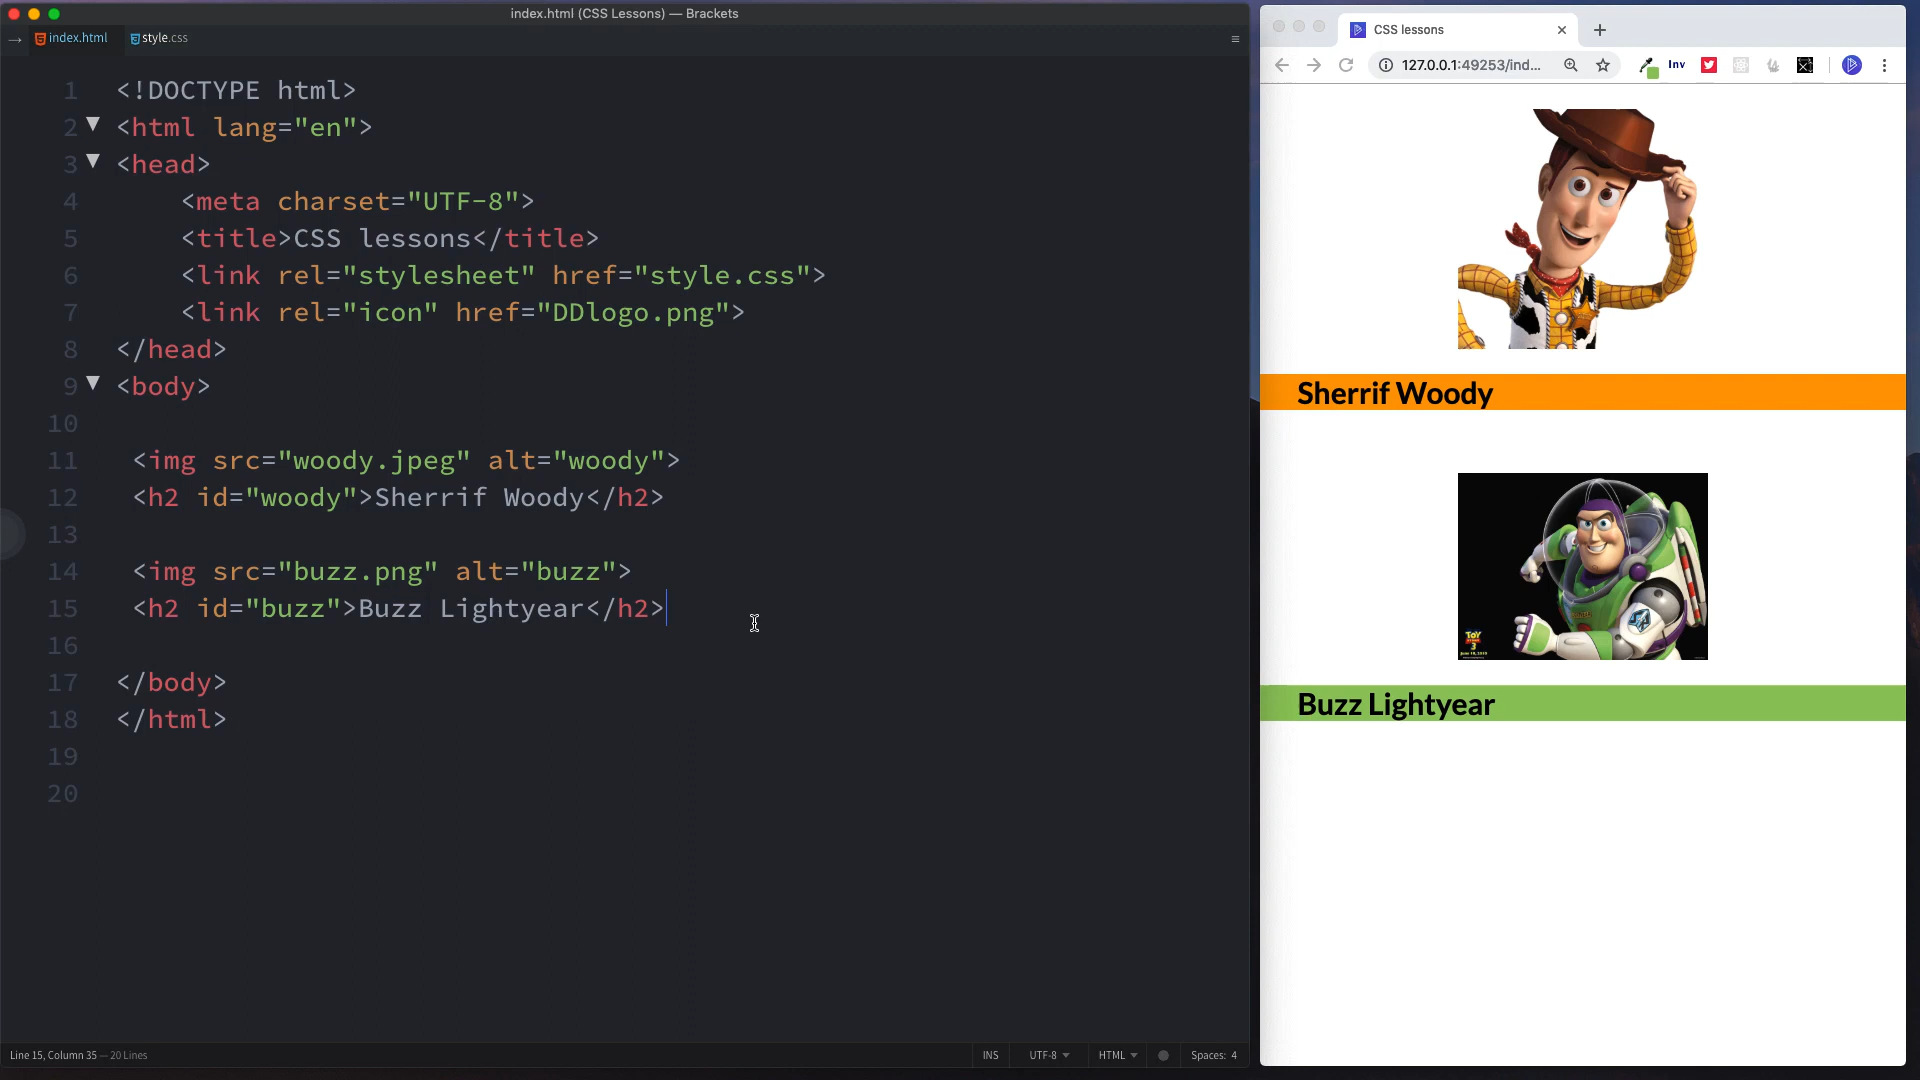 index.html (CSS Lessons) — Brackets
index.html
style.css
1 <!DOCTYPE html>
2 <html lang="en">
3 <head>
4 <meta charset="UTF-8">
5 <title>CSS lessons</title>
6 <link rel="stylesheet" href="style.css">
7 <link rel="icon" href="DDlogo.png">
8 </head>
9 <body>
10
11 <img src="woody.jpeg" alt="woody">
12 <h2 id="woody">Sherrif Woody</h2>
13
14 <img src="buzz.png" alt="buzz">
15 <h2 id="buzz">Buzz Lightyear</h2>
16
17 </body>
18 </html>
19
20
Line 15, Column 35 — 20 Lines
INS
UTF-8
HTML
Spaces: 4
CSS lessons
127.0.0.1:49253/ind...
Inv
Sherrif Woody
TOY
3
Buzz Lightyear